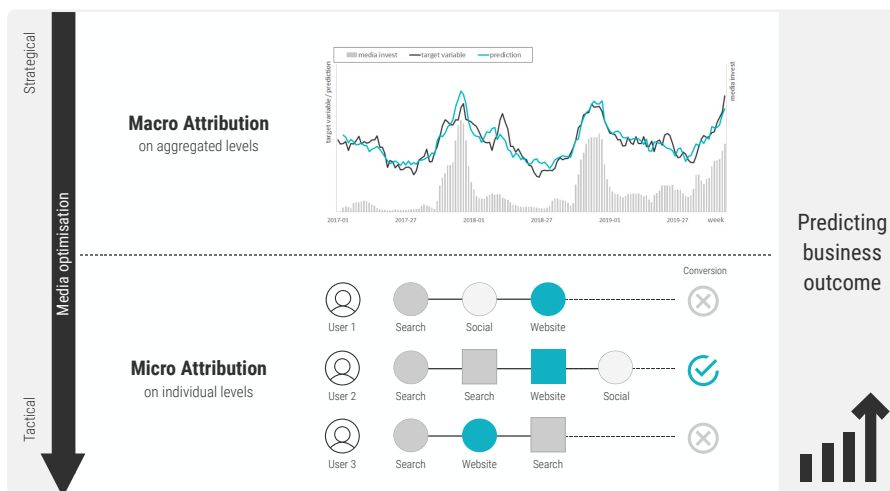 Strategical
Media optimisation
Tactical
Macro Attribution
on aggregated levels
media invest
target variable
prediction
target variable / prediction
media invest
2017-01
2017-27
2018-01
2018-27
2019-01
2019-27
week
Micro Attribution
on individual levels
Conversion
User 1
Search
Social
Website
User 2
Search
Search
Website
Social
User 3
Search
Website
Search
Predicting
business
outcome